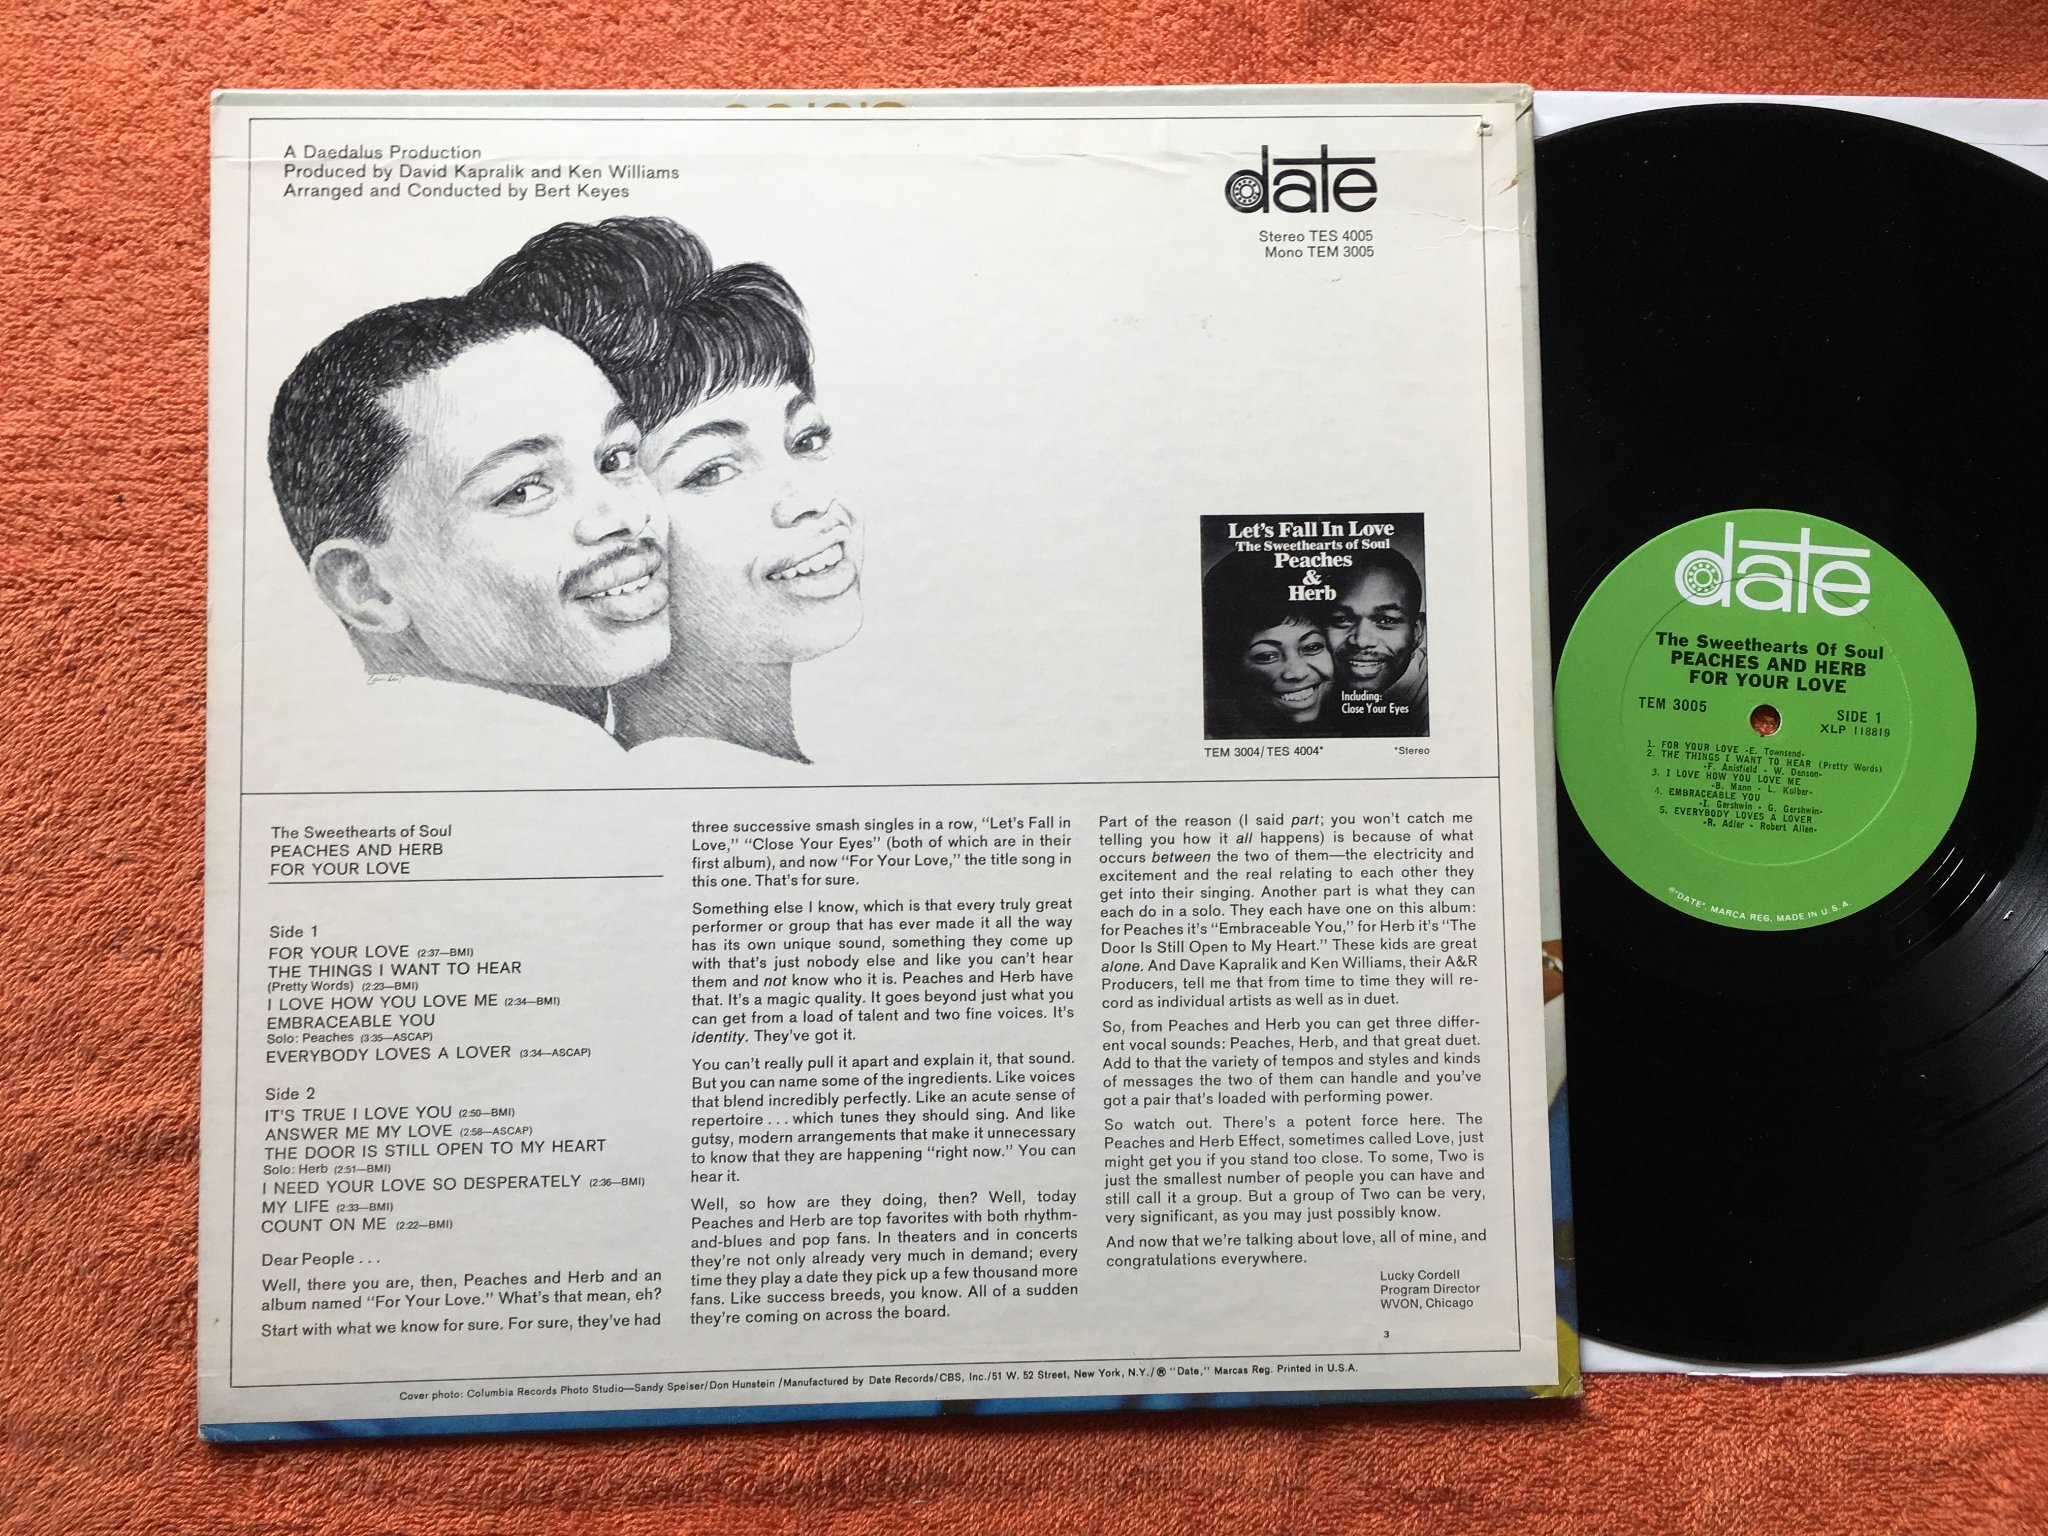 A Daedalus Production
Produced by David Kapralik and Ken Williams
Arranged and Conducted by Bert Keyes
date
Stereo TES 4005
Mono TEM 3005
Let's Fall In Love
The Sweethearts of Soul
Peaches
&
Herb
Including:
Close Your Eyes
TEM 3004/TES 4004* *Stereo
The Sweethearts of Soul
PEACHES AND HERB
FOR YOUR LOVE
Side 1
FOR YOUR LOVE (2:37—BMI)
THE THINGS I WANT TO HEAR
(Pretty Words) (2:23—BMI)
I LOVE HOW YOU LOVE ME (2:34—BMI)
EMBRACEABLE YOU
Solo: Peaches (3:35—ASCAP)
EVERYBODY LOVES A LOVER (3:34—ASCAP)
Side 2
IT'S TRUE I LOVE YOU (2:50—BMI)
ANSWER ME MY LOVE (2:58—ASCAP)
THE DOOR IS STILL OPEN TO MY HEART
Solo: Herb (2:51—BMI)
I NEED YOUR LOVE SO DESPERATELY (2:36—BMI)
MY LIFE (2:33—BMI)
COUNT ON ME (2:22—BMI)
Dear People . . .
Well, there you are, then, Peaches and Herb and an
album named “For Your Love.” What's that mean, eh?
Start with what we know for sure. For sure, they've had
three successive smash singles in a row, “Let's Fall in
Love,” “Close Your Eyes” (both of which are in their
first album), and now “For Your Love,” the title song in
this one. That's for sure.
Something else I know, which is that every truly great
performer or group that has ever made it all the way
has its own unique sound, something they come up
with that's just nobody else and like you can't hear
them and not know who it is. Peaches and Herb have
that. It's a magic quality. It goes beyond just what you
can get from a load of talent and two fine voices. It's
identity. They've got it.
You can't really pull it apart and explain it, that sound.
But you can name some of the ingredients. Like voices
that blend incredibly perfectly. Like an acute sense of
repertoire . . . which tunes they should sing. And like
gutsy, modern arrangements that make it unnecessary
to know that they are happening “right now.” You can
hear it.
Well, so how are they doing, then? Well, today
Peaches and Herb are top favorites with both rhythm-
and-blues and pop fans. In theaters and in concerts
they're not only already very much in demand; every
time they play a date they pick up a few thousand more
fans. Like success breeds, you know. All of a sudden
they're coming on across the board.
Part of the reason (I said part; you won't catch me
telling you how it all happens) is because of what
occurs between the two of them—the electricity and
excitement and the real relating to each other they
get into their singing. Another part is what they can
each do in a solo. They each have one on this album:
for Peaches it's “Embraceable You,” for Herb it's “The
Door Is Still Open to My Heart.” These kids are great
alone. And Dave Kapralik and Ken Williams, their A&R
Producers, tell me that from time to time they will re-
cord as individual artists as well as in duet.
So, from Peaches and Herb you can get three differ-
ent vocal sounds: Peaches, Herb, and that great duet.
Add to that the variety of tempos and styles and kinds
of messages the two of them can handle and you've
got a pair that's loaded with performing power.
So watch out. There's a potent force here. The
Peaches and Herb Effect, sometimes called Love, just
might get you if you stand too close. To some, Two is
just the smallest number of people you can have and
still call it a group. But a group of Two can be very,
very significant, as you may just possibly know.
And now that we're talking about love, all of mine, and
congratulations everywhere.
Lucky Cordell
Program Director
WVON, Chicago
3
Cover photo: Columbia Records Photo Studio—Sandy Speiser/Don Hunstein/Manufactured by Date Records/CBS, Inc./51 W. 52 Street, New York, N.Y./® “Date,” Marcas Reg. Printed in U.S.A.
date
The Sweethearts Of Soul
PEACHES AND HERB
FOR YOUR LOVE
TEM 3005
SIDE 1
XLP 118819
1. FOR YOUR LOVE -E. Townsend-
2. THE THINGS I WANT TO HEAR (Pretty Words)
-F. Anisfield - W. Denson-
3. I LOVE HOW YOU LOVE ME
-B. Mann - L. Kolber-
4. EMBRACEABLE YOU
-I. Gershwin - G. Gershwin-
5. EVERYBODY LOVES A LOVER
-R. Adler - Robert Allen-
®"DATE", MARCA REG. MADE IN U.S.A.